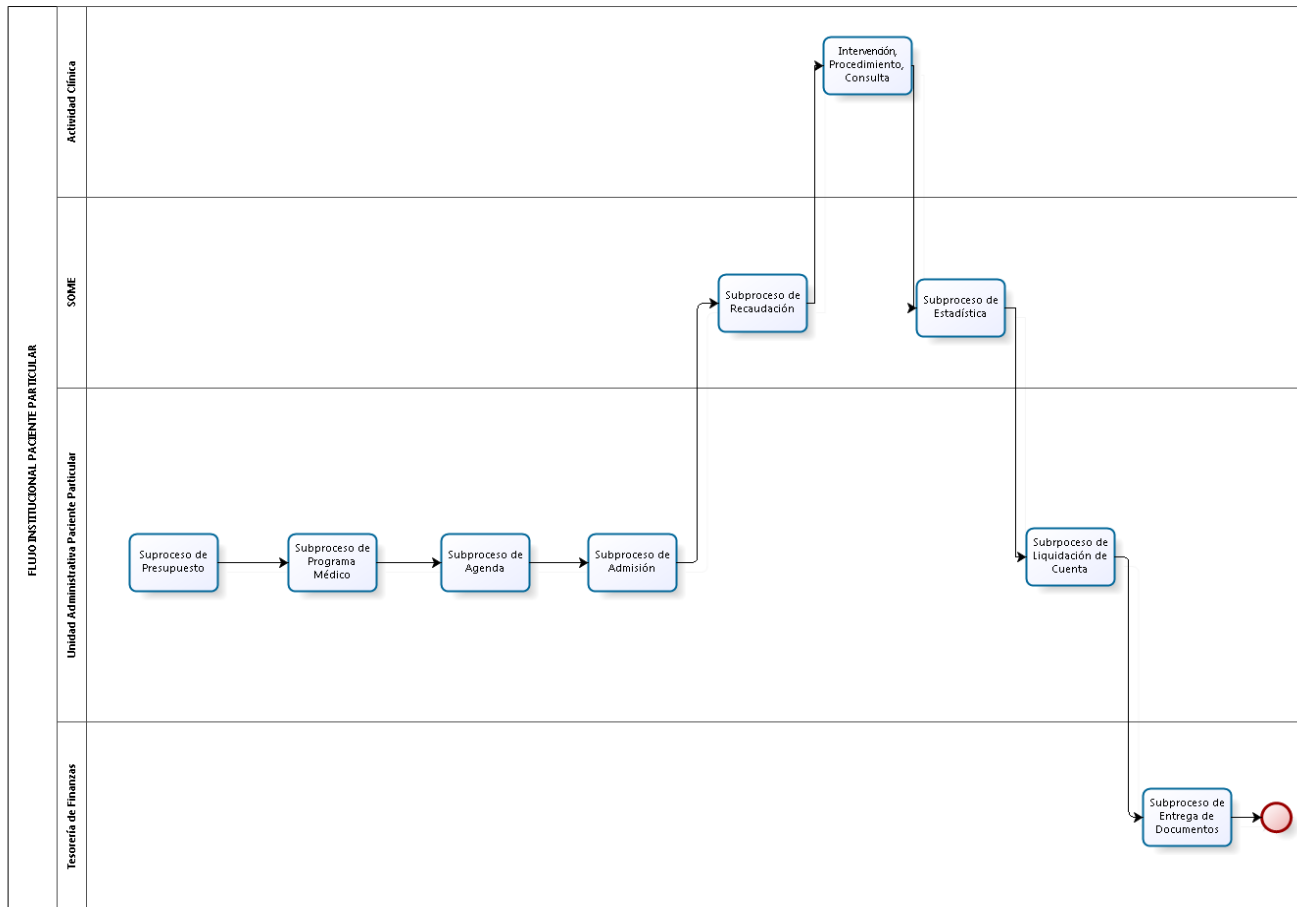 FLUJO INSTITUCIONAL PACIENTE PARTICULAR
Actividad Clínica
Intervención,
Procedimiento,
Consulta
SOME
Subproceso de
Recaudación
Subproceso de
Estadística
Unidad Administrativa Paciente Particular
Suproceso de
Presupuesto
Subproceso de
Programa
Médico
Subproceso de
Agenda
Subproceso de
Admisión
Subrpoceso de
Liquidación de
Cuenta
Tesorería de Finanzas
Subproceso de
Entrega de
Documentos